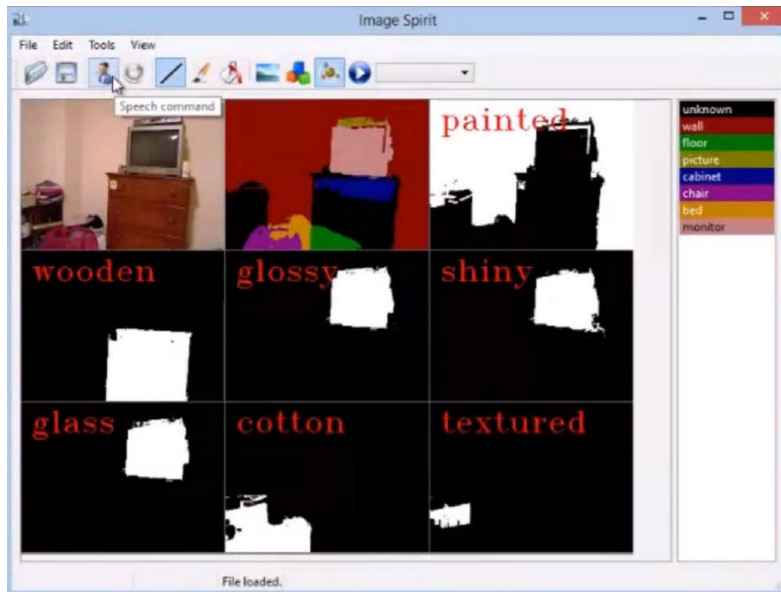 Image Spirit
File Edit Tools View
Speech command
painted
wooden
glossy
shiny
glass
cotton
textured
unknown
wall
floor
picture
cabinet
chair
bed
monitor
File loaded.